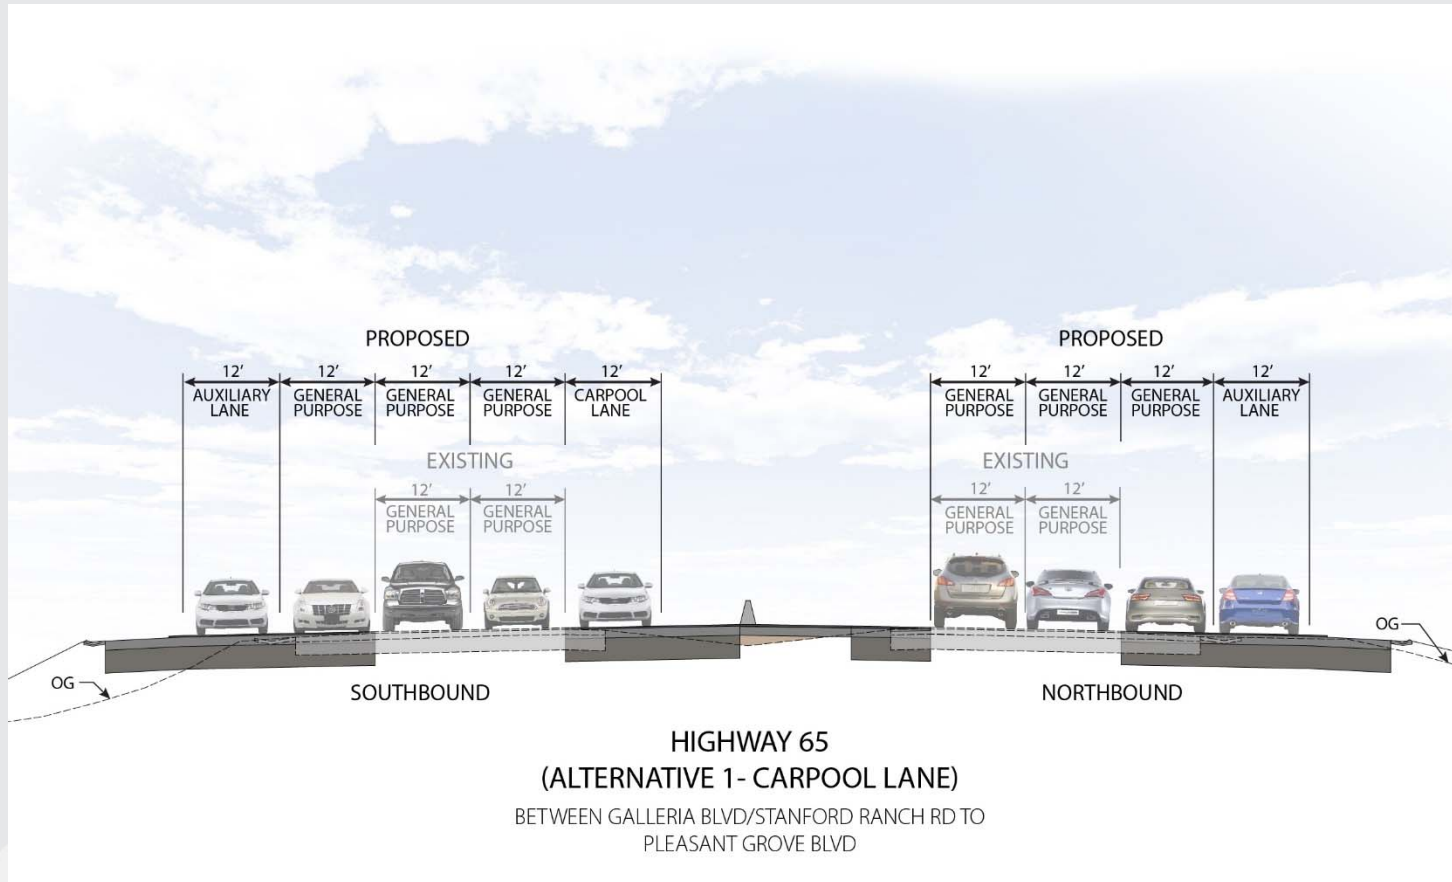 PROPOSED
PROPOSED
12' 12' 12' 12' 12'
12' 12' 12' 12'
AUXILIARY LANE
GENERAL PURPOSE
GENERAL PURPOSE
GENERAL PURPOSE
CARPOOL LANE
GENERAL PURPOSE
GENERAL PURPOSE
GENERAL PURPOSE
AUXILIARY LANE
EXISTING
EXISTING
12' 12'
12' 12'
GENERAL PURPOSE
GENERAL PURPOSE
GENERAL PURPOSE
GENERAL PURPOSE
OG
OG
SOUTHBOUND
NORTHBOUND
HIGHWAY 65
(ALTERNATIVE 1- CARPOOL LANE)
BETWEEN GALLERIA BLVD/STANFORD RANCH RD TO
PLEASANT GROVE BLVD